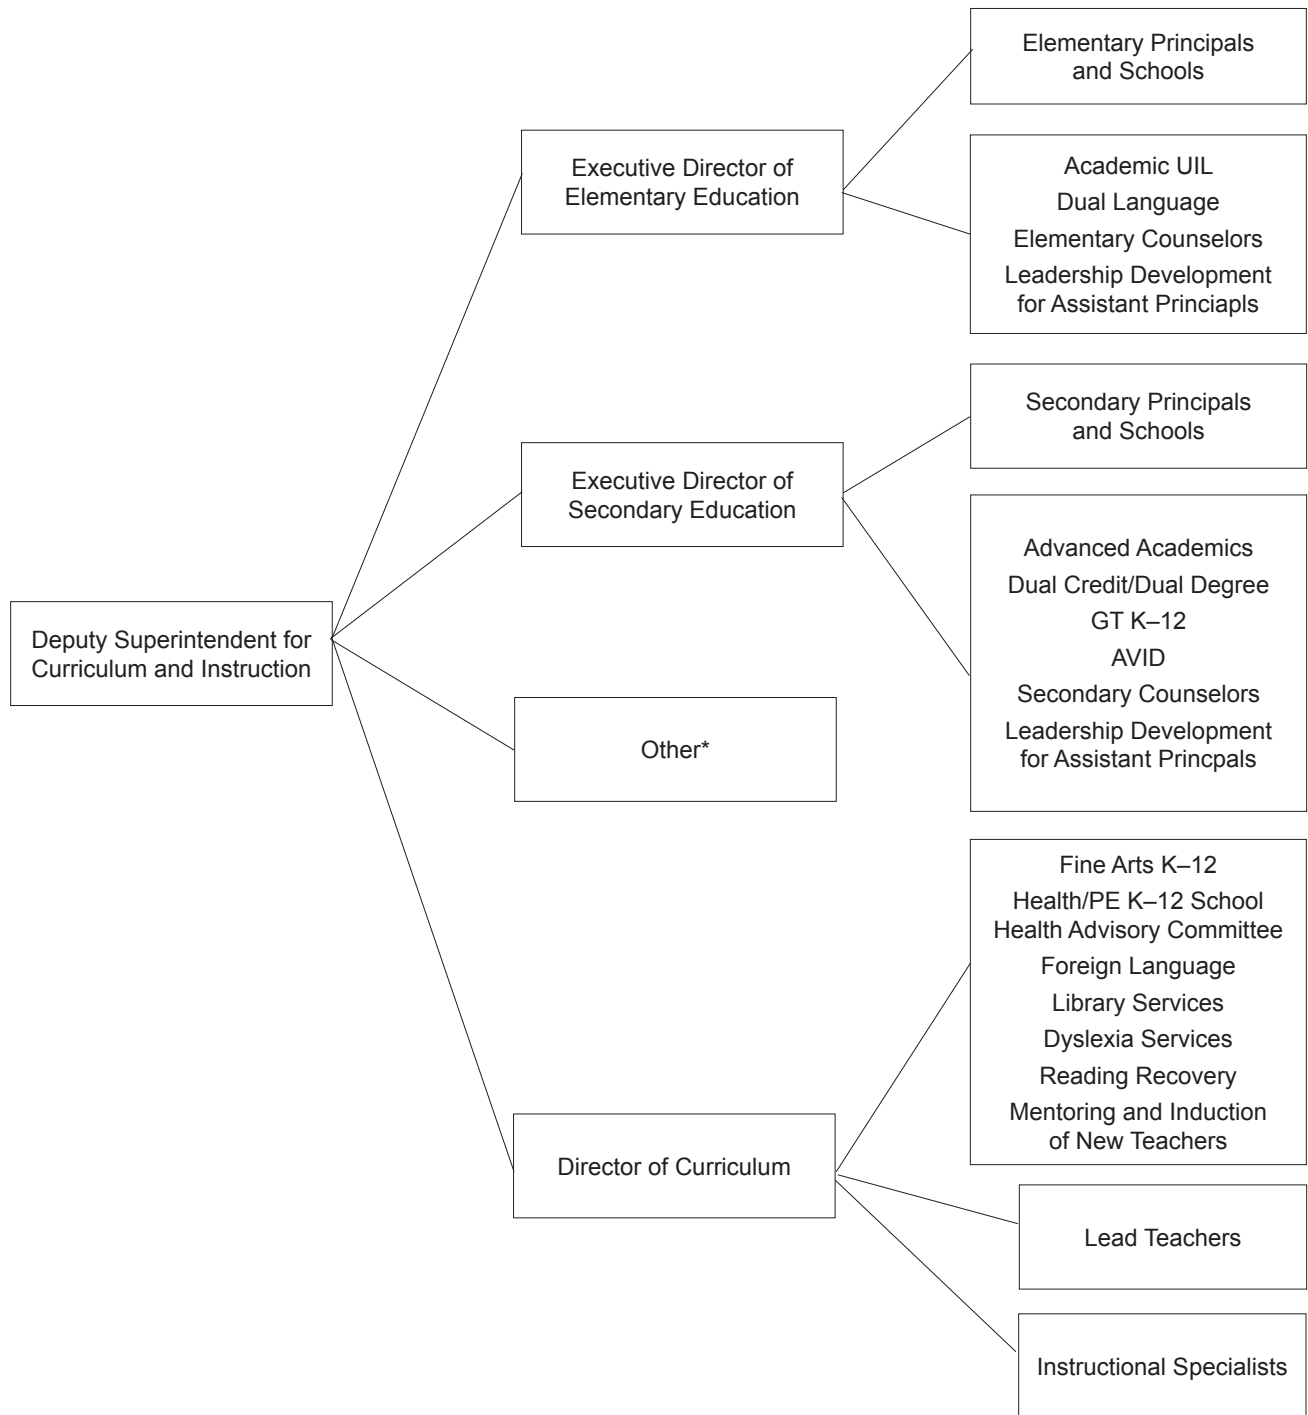 Elementary Principals
and Schools
Executive Director of
Elementary Education
Academic UIL
Dual Language
Elementary Counselors
Leadership Development
for Assistant Princiapls
Secondary Principals
and Schools
Executive Director of
Secondary Education
Advanced Academics
Dual Credit/Dual Degree
GT K–12
AVID
Secondary Counselors
Leadership Development
for Assistant Princpals
Deputy Superintendent for
Curriculum and Instruction
Other*
Fine Arts K–12
Health/PE K–12 School
Health Advisory Committee
Foreign Language
Library Services
Dyslexia Services
Reading Recovery
Mentoring and Induction
of New Teachers
Director of Curriculum
Lead Teachers
Instructional Specialists